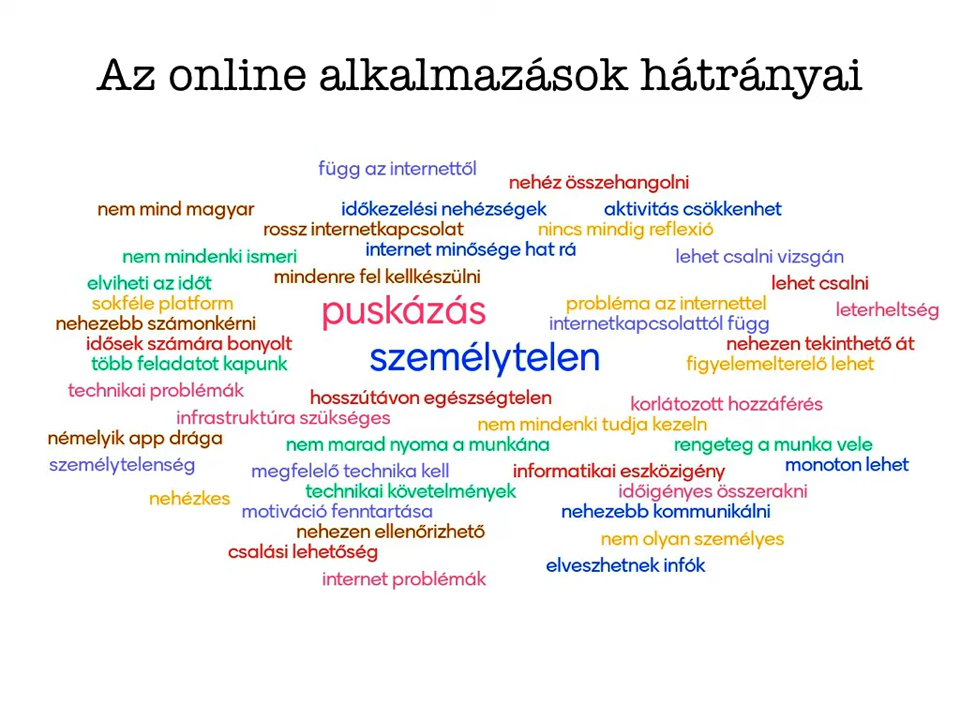 Az online alkalmazások hátrányai
függ az internettől
nehéz összehangolni
nem mind magyar
időkezelési nehézségek
aktivitás csökkenhet
rossz internetkapcsolat
nincs mindig reflexió
nem mindenki ismeri
internet minősége hat rá
lehet csalni vizsgán
elviheti az időt
mindenre fel kellkészülni
lehet csalni
sokféle platform
puskázás
probléma az internettel
leterheltség
nehezebb számonkérni
internetkapcsolattól függ
idősek számára bonyolt
személytelen
nehezen tekinthető át
több feladatot kapunk
figyelemelterelő lehet
technikai problémák
hosszútávon egészségtelen
korlátozott hozzáférés
infrastruktúra szükséges
nem mindenki tudja kezeln
némelyik app drága
nem marad nyoma a munkána
rengeteg a munka vele
személytelenség
megfelelő technika kell
informatikai eszközigény
monoton lehet
nehézkes
technikai követelmények
időigényes összerakni
motiváció fenntartása
nehezebb kommunikálni
nehezen ellenőrizhető
nem olyan személyes
csalási lehetőség
elveszhetnek infók
internet problémák